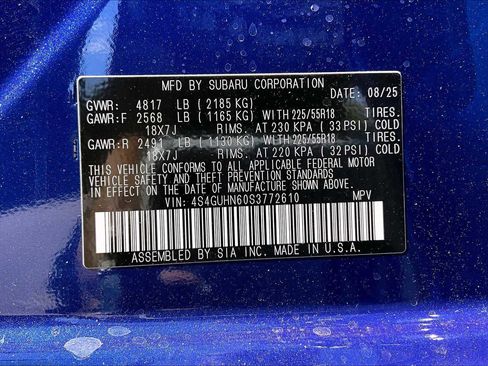 MFD BY SUBARU CORPORATION
DATE: 08/25
GVWR: 4817 LB ( 2185 KG)
GAWR:F 2568 LB ( 1165 KG) WITH 225/55R18 TIRES.
18X7J RIMS. AT 230 KPA ( 33 PSI) COLD
GAWR:R 2491 LB ( 1130 KG) WITH 225/55R18 TIRES.
18X7J RIMS. AT 220 KPA ( 32 PSI) COLD
THIS VEHICLE CONFORMS TO ALL APPLICABLE FEDERAL MOTOR
VEHICLE SAFETY AND THEFT PREVENTION STANDARDS
IN EFFECT ON THE DATE OF MANUFACTURE SHOWN ABOVE.
VIN: 4S4GUHN60S3772610 MPV
ASSEMBLED BY SIA INC. MADE IN U.S.A.